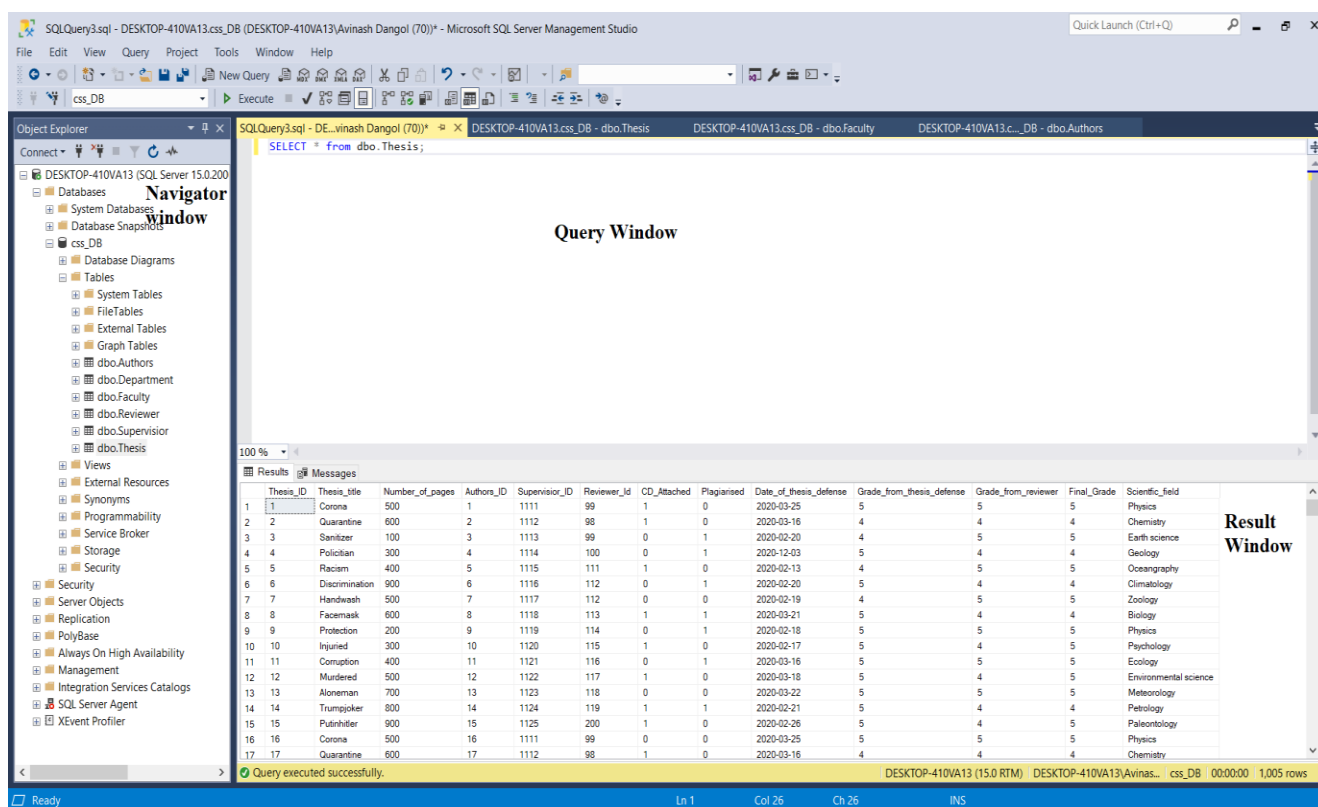 SQLQuery3.sql - DESKTOP-410VA13.css_DB (DESKTOP-410VA13\Avinash Dangol (70))* - Microsoft SQL Server Management Studio
Quick Launch (Ctrl+Q)
File Edit View Query Project Tools Window Help
New Query
css_DB Execute
Object Explorer
SQLQuery3.sql - DE...vinash Dangol (70))* DESKTOP-410VA13.css_DB - dbo.Thesis DESKTOP-410VA13.css_DB - dbo.Faculty DESKTOP-410VA13.c..._DB - dbo.Authors
Connect
SELECT * from dbo.Thesis;
DESKTOP-410VA13 (SQL Server 15.0.200
Databases
System Databases
Database Snapshots
css_DB
Database Diagrams
Tables
System Tables
FileTables
External Tables
Graph Tables
dbo.Authors
dbo.Department
dbo.Faculty
dbo.Reviewer
dbo.Supervisior
dbo.Thesis
Views
External Resources
Synonyms
Programmability
Service Broker
Storage
Security
Security
Server Objects
Replication
PolyBase
Always On High Availability
Management
Integration Services Catalogs
SQL Server Agent
XEvent Profiler
Navigator
window
Query Window
100 %
Results Messages
Thesis_ID Thesis_title Number_of_pages Authors_ID Supervisior_ID Reviewer_Id CD_Attached Plagiarised Date_of_thesis_defense Grade_from_thesis_defense Grade_from_reviewer Final_Grade Scientfic_field
1 1 Corona 500 1 1111 99 1 0 2020-03-25 5 5 5 Physics
2 2 Quarantine 600 2 1112 98 1 0 2020-03-16 4 4 4 Chemistry
3 3 Sanitizer 100 3 1113 99 0 1 2020-02-20 4 5 5 Earth science
4 4 Policitian 300 4 1114 100 0 1 2020-12-03 5 4 4 Geology
5 5 Racism 400 5 1115 111 1 0 2020-02-13 4 5 5 Oceangraphy
6 6 Discrimination 900 6 1116 112 0 1 2020-02-20 5 4 4 Climatology
7 7 Handwash 500 7 1117 112 0 0 2020-02-19 4 5 5 Zoology
8 8 Facemask 600 8 1118 113 1 1 2020-03-21 5 4 4 Biology
9 9 Protection 200 9 1119 114 0 1 2020-02-18 5 5 5 Physics
10 10 Injuried 300 10 1120 115 1 0 2020-02-17 5 4 5 Psychology
11 11 Corruption 400 11 1121 116 0 1 2020-03-16 5 5 5 Ecology
12 12 Murdered 500 12 1122 117 1 0 2020-03-18 5 4 5 Environmental science
13 13 Aloneman 700 13 1123 118 0 0 2020-03-22 5 5 5 Meteorology
14 14 Trumpjoker 800 14 1124 119 1 1 2020-02-21 5 4 4 Petrology
15 15 Putinhitler 900 15 1125 200 1 0 2020-02-26 5 4 5 Paleontology
16 16 Corona 500 16 1111 99 0 0 2020-03-25 5 5 5 Physics
17 17 Quarantine 600 17 1112 98 1 0 2020-03-16 4 4 4 Chemistry
Result
Window
Query executed successfully.
DESKTOP-410VA13 (15.0 RTM) DESKTOP-410VA13\Avinas... css_DB 00:00:00 1,005 rows
Ready Ln 1 Col 26 Ch 26 INS